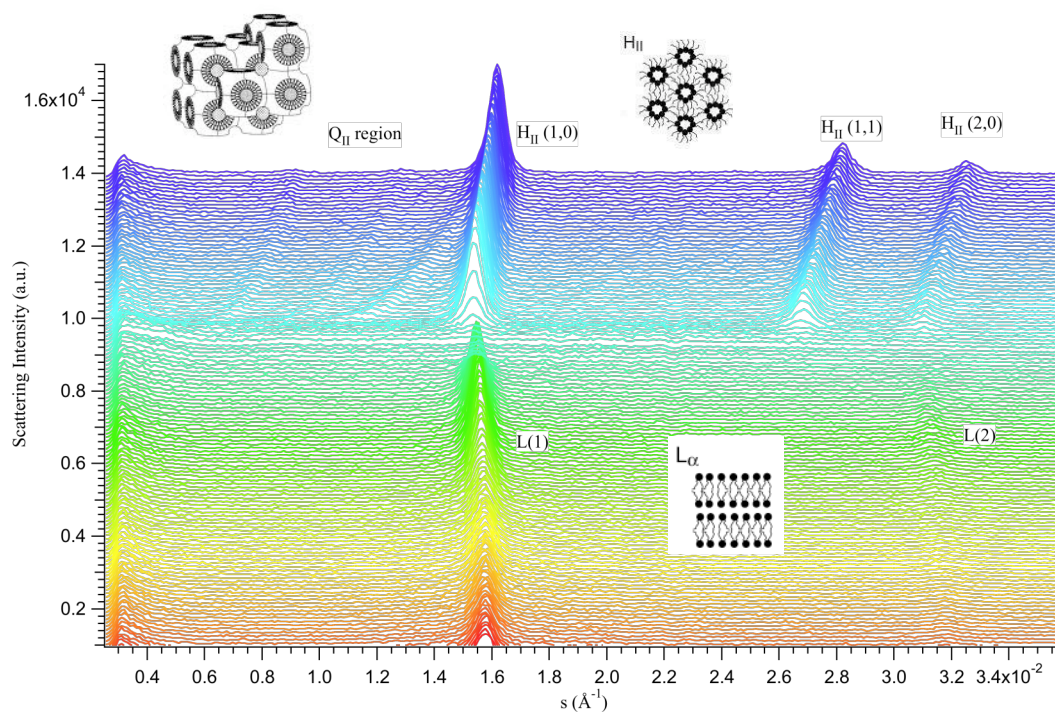 H_II
Q_II region
H_II (1,0)
H_II (1,1)
H_II (2,0)
1.6x10^4
1.4
1.2
1.0
0.8
0.6
0.4
0.2
Scattering Intensity (a.u.)
L(1)
L(2)
L_α
0.4
0.6
0.8
1.0
1.2
1.4
1.6
1.8
2.0
2.2
2.4
2.6
2.8
3.0
3.2
3.4x10^-2
s (Å^-1)